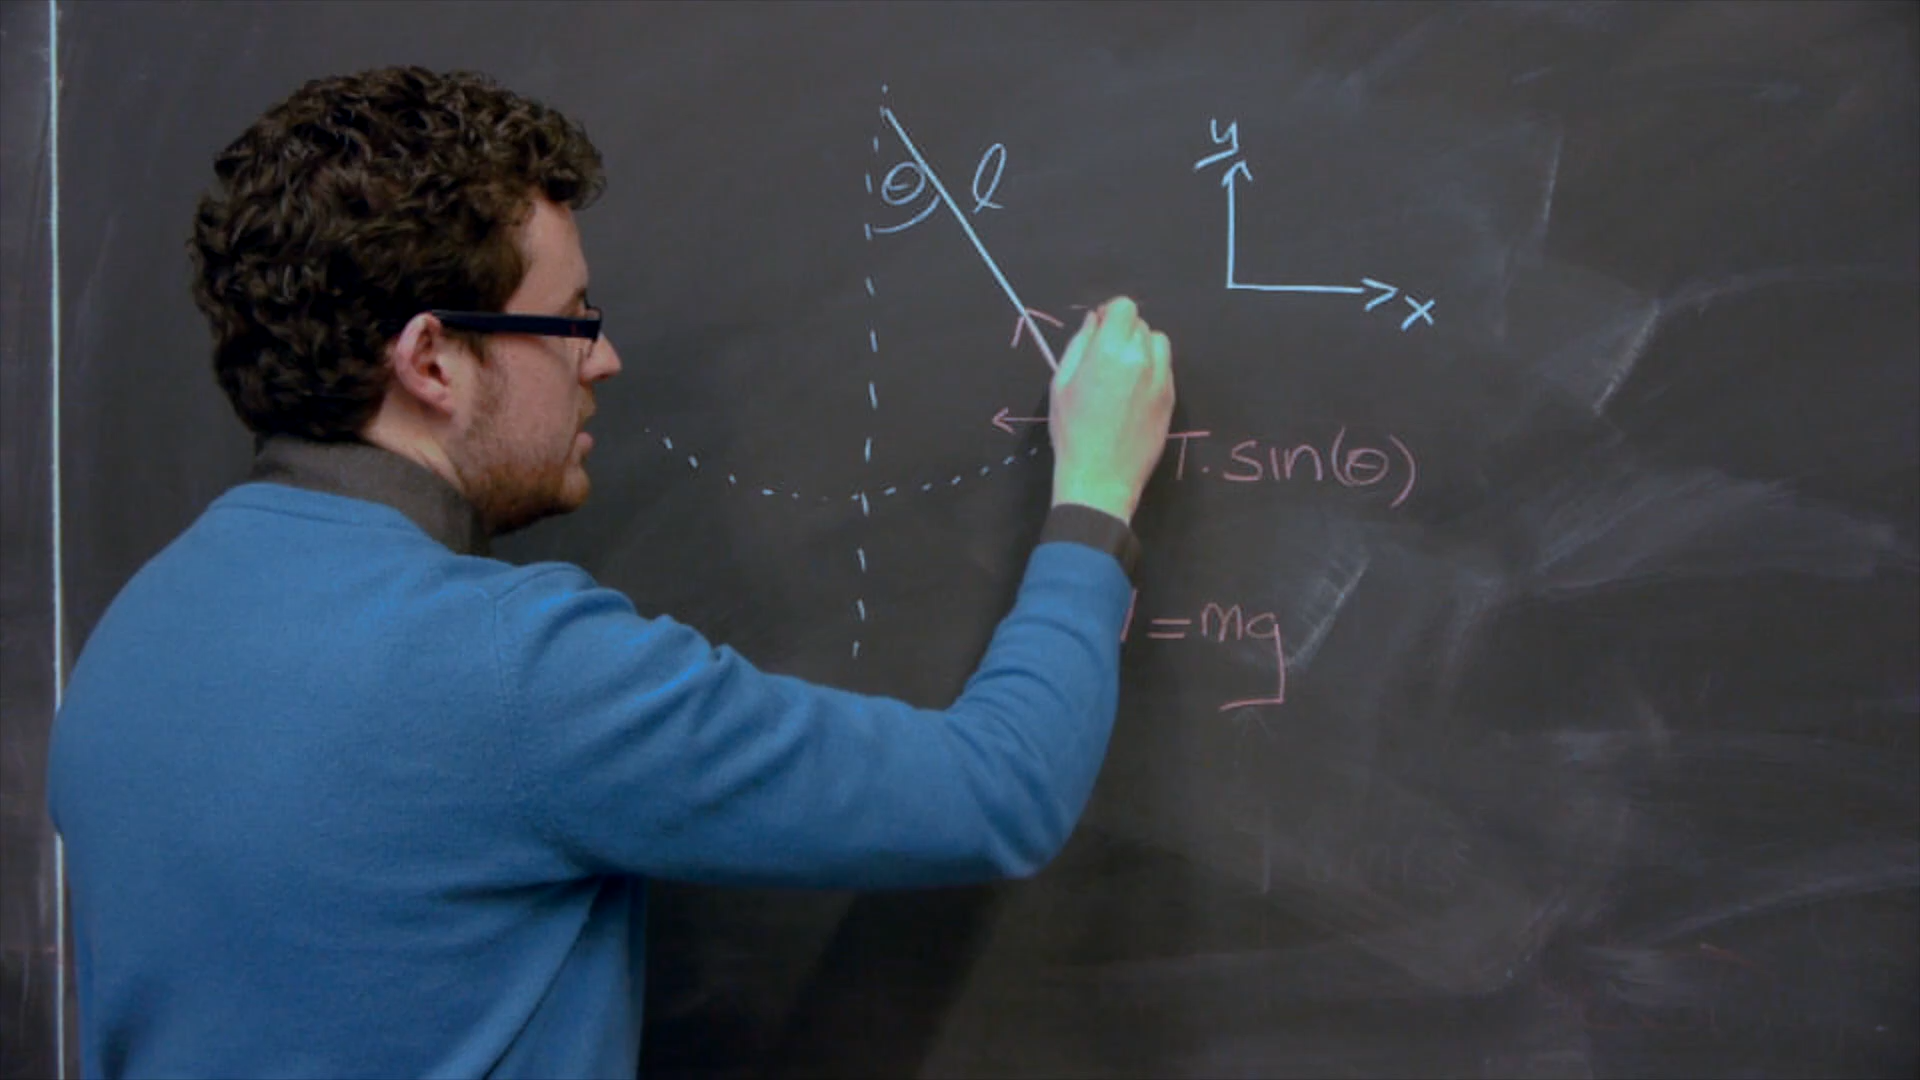 y
θ
l
x
T.sin(θ)
=mg